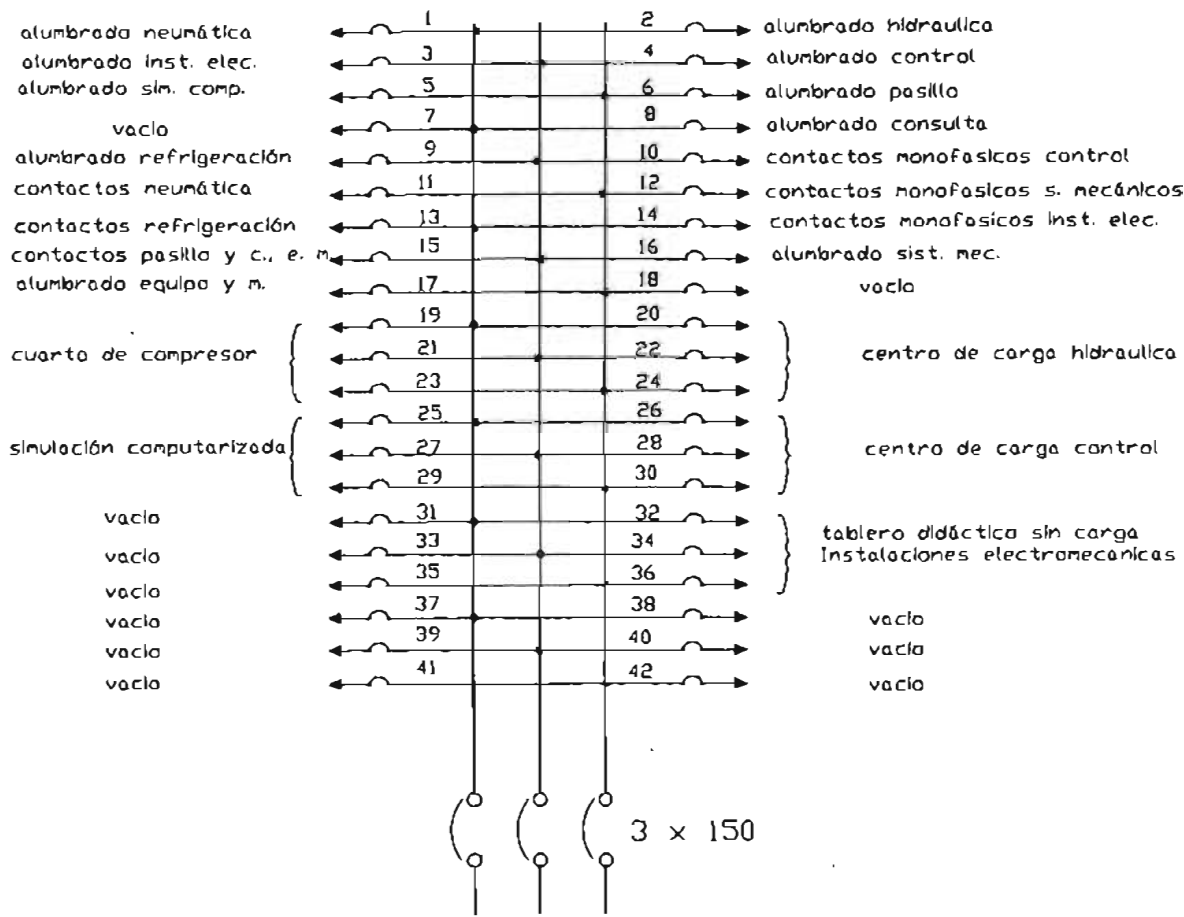 alumbrado neumática 1 2 alumbrado hidraulica
alumbrado inst. elec. 3 4 alumbrado control
alumbrado sim. comp. 5 6 alumbrado pasillo
vacio 7 8 alumbrado consulta
alumbrado refrigeración 9 10 contactos monofasicos control
contactos neumática 11 12 contactos monofasicos s. mecánicos
contactos refrigeración 13 14 contactos monofasicos inst. elec.
contactos pasillo y c., e. m. 15 16 alumbrado sist. mec.
alumbrado equipo y m. 17 18 vacio
19 20
cuarto de compresor 21 22 centro de carga hidraulica
23 24
25 26
simulación computarizada 27 28 centro de carga control
29 30
vacio 31 32 tablero didáctico sin carga
vacio 33 34 Instalaciones electromecanicas
vacio 35 36
vacio 37 38 vacio
vacio 39 40 vacio
vacio 41 42 vacio
3 x 150